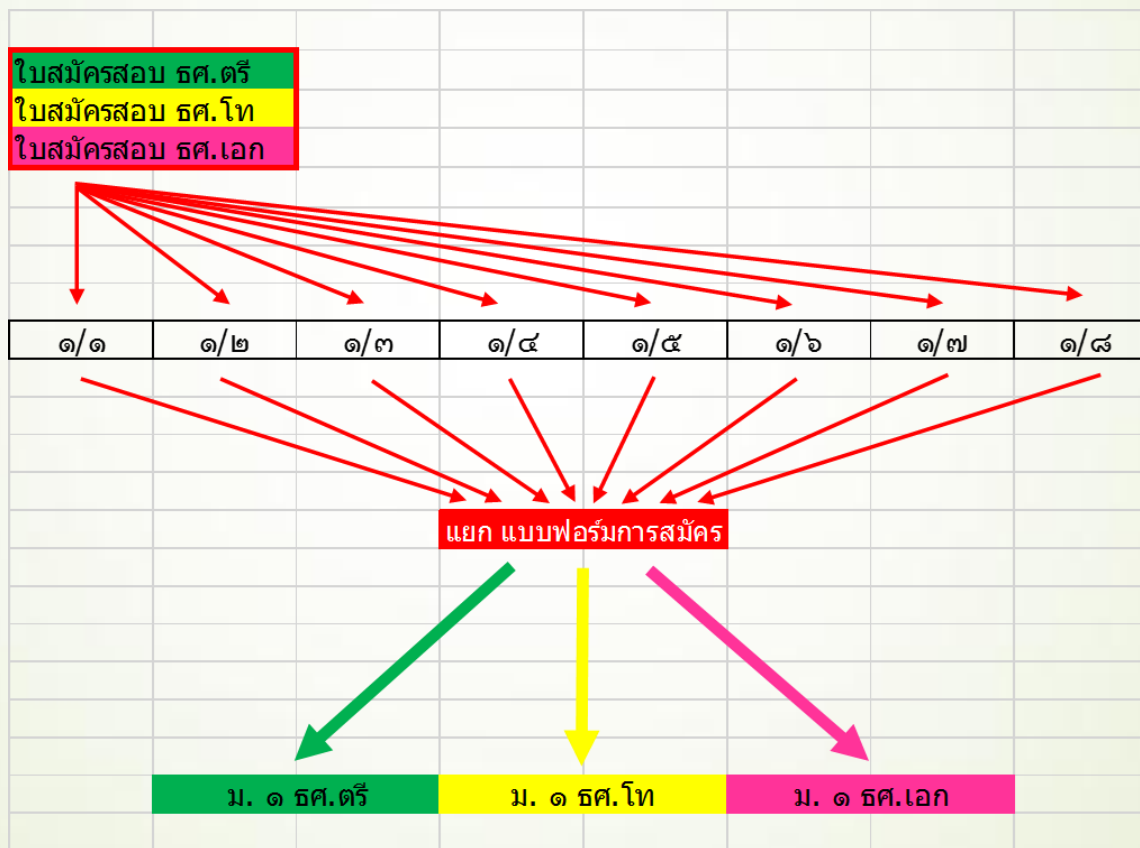 ใบสมัครสอบ ธศ.ตรี
ใบสมัครสอบ ธศ.โท
ใบสมัครสอบ ธศ.เอก
๑/๑ ๑/๒ ๑/๓ ๑/๔ ๑/๕ ๑/๖ ๑/๗ ๑/๘
แยก แบบฟอร์มการสมัคร
ม. ๑ ธศ.ตรี ม. ๑ ธศ.โท ม. ๑ ธศ.เอก